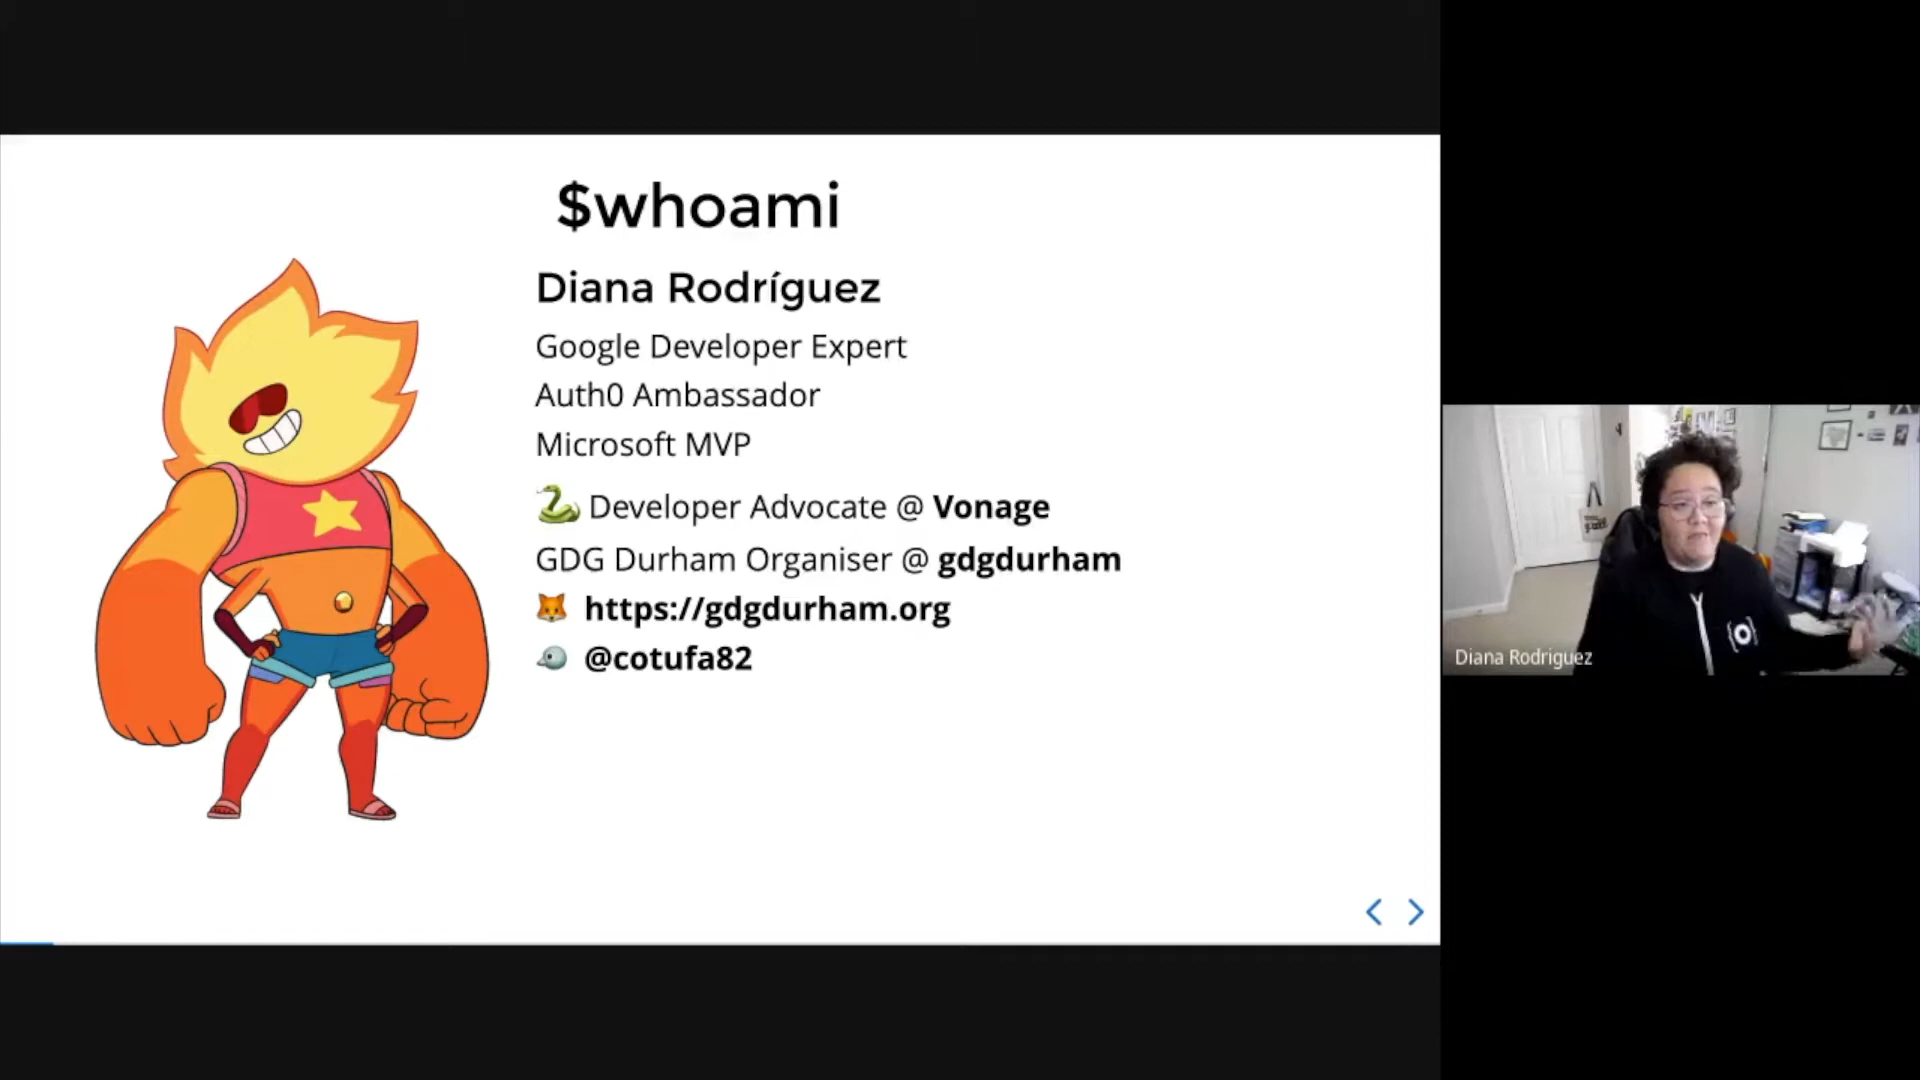 $whoami
Diana Rodríguez
Google Developer Expert
Auth0 Ambassador
Microsoft MVP
Developer Advocate @ Vonage
GDG Durham Organiser @ gdgdurham
https://gdgdurham.org
@cotufa82
Diana Rodriguez